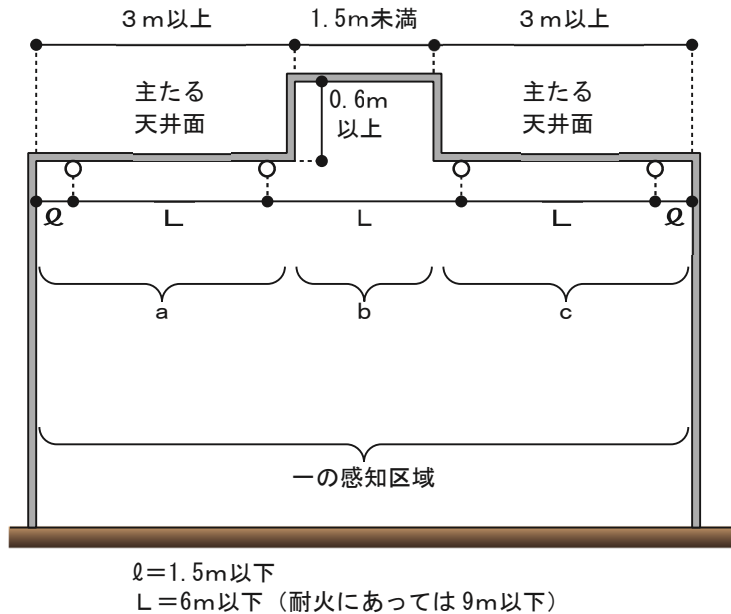 3m以上 1.5m未満 3m以上
主たる
天井面
0.6m
以上
主たる
天井面
ℓ L L L ℓ
a b c
一の感知区域
ℓ=1.5m以下
L=6m以下（耐火にあっては9m以下）